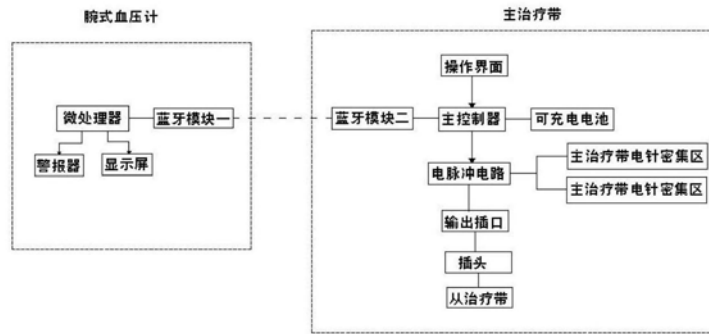 腕式血压计
主治疗带
操作界面
微处理器
蓝牙模块一
蓝牙模块二
主控制器
可充电电池
警报器
显示屏
电脉冲电路
主治疗带电针密集区
主治疗带电针密集区
输出插口
插头
从治疗带